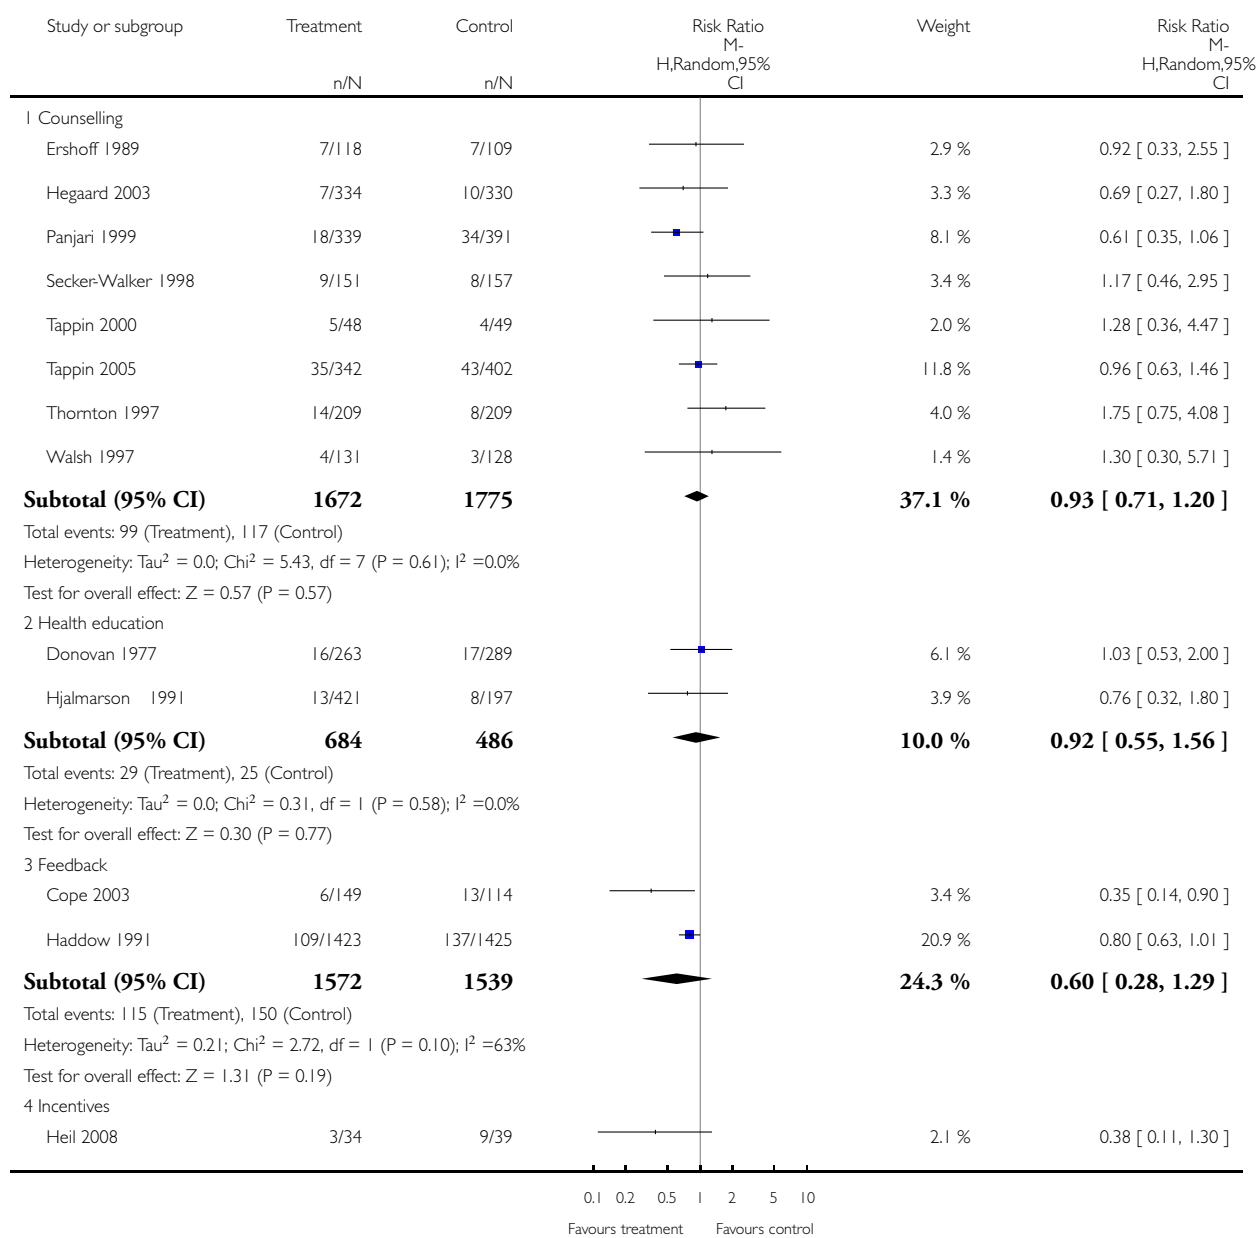 Study or subgroup Treatment Control Risk Ratio Weight Risk Ratio
M- M-
H,Random,95% H,Random,95%
n/N n/N CI CI
1 Counselling
Ershoff 1989 7/118 7/109 2.9 % 0.92 [ 0.33, 2.55 ]
Hegaard 2003 7/334 10/330 3.3 % 0.69 [ 0.27, 1.80 ]
Panjari 1999 18/339 34/391 8.1 % 0.61 [ 0.35, 1.06 ]
Secker-Walker 1998 9/151 8/157 3.4 % 1.17 [ 0.46, 2.95 ]
Tappin 2000 5/48 4/49 2.0 % 1.28 [ 0.36, 4.47 ]
Tappin 2005 35/342 43/402 11.8 % 0.96 [ 0.63, 1.46 ]
Thornton 1997 14/209 8/209 4.0 % 1.75 [ 0.75, 4.08 ]
Walsh 1997 4/131 3/128 1.4 % 1.30 [ 0.30, 5.71 ]
Subtotal (95% CI) 1672 1775 37.1 % 0.93 [ 0.71, 1.20 ]
Total events: 99 (Treatment), 117 (Control)
Heterogeneity: Tau² = 0.0; Chi² = 5.43, df = 7 (P = 0.61); I² =0.0%
Test for overall effect: Z = 0.57 (P = 0.57)
2 Health education
Donovan 1977 16/263 17/289 6.1 % 1.03 [ 0.53, 2.00 ]
Hjalmarson 1991 13/421 8/197 3.9 % 0.76 [ 0.32, 1.80 ]
Subtotal (95% CI) 684 486 10.0 % 0.92 [ 0.55, 1.56 ]
Total events: 29 (Treatment), 25 (Control)
Heterogeneity: Tau² = 0.0; Chi² = 0.31, df = 1 (P = 0.58); I² =0.0%
Test for overall effect: Z = 0.30 (P = 0.77)
3 Feedback
Cope 2003 6/149 13/114 3.4 % 0.35 [ 0.14, 0.90 ]
Haddow 1991 109/1423 137/1425 20.9 % 0.80 [ 0.63, 1.01 ]
Subtotal (95% CI) 1572 1539 24.3 % 0.60 [ 0.28, 1.29 ]
Total events: 115 (Treatment), 150 (Control)
Heterogeneity: Tau² = 0.21; Chi² = 2.72, df = 1 (P = 0.10); I² =63%
Test for overall effect: Z = 1.31 (P = 0.19)
4 Incentives
Heil 2008 3/34 9/39 2.1 % 0.38 [ 0.11, 1.30 ]
0.1 0.2 0.5 1 2 5 10
Favours treatment Favours control